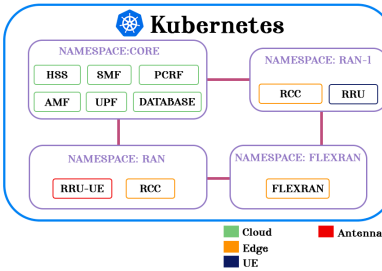 Kubernetes
NAMESPACE:CORE
HSS SMF PCRF
AMF UPF DATABASE
NAMESPACE: RAN-1
RCC RRU
NAMESPACE: RAN
RRU-UE RCC
NAMESPACE: FLEXRAN
FLEXRAN
Cloud
Edge
UE
Antenna